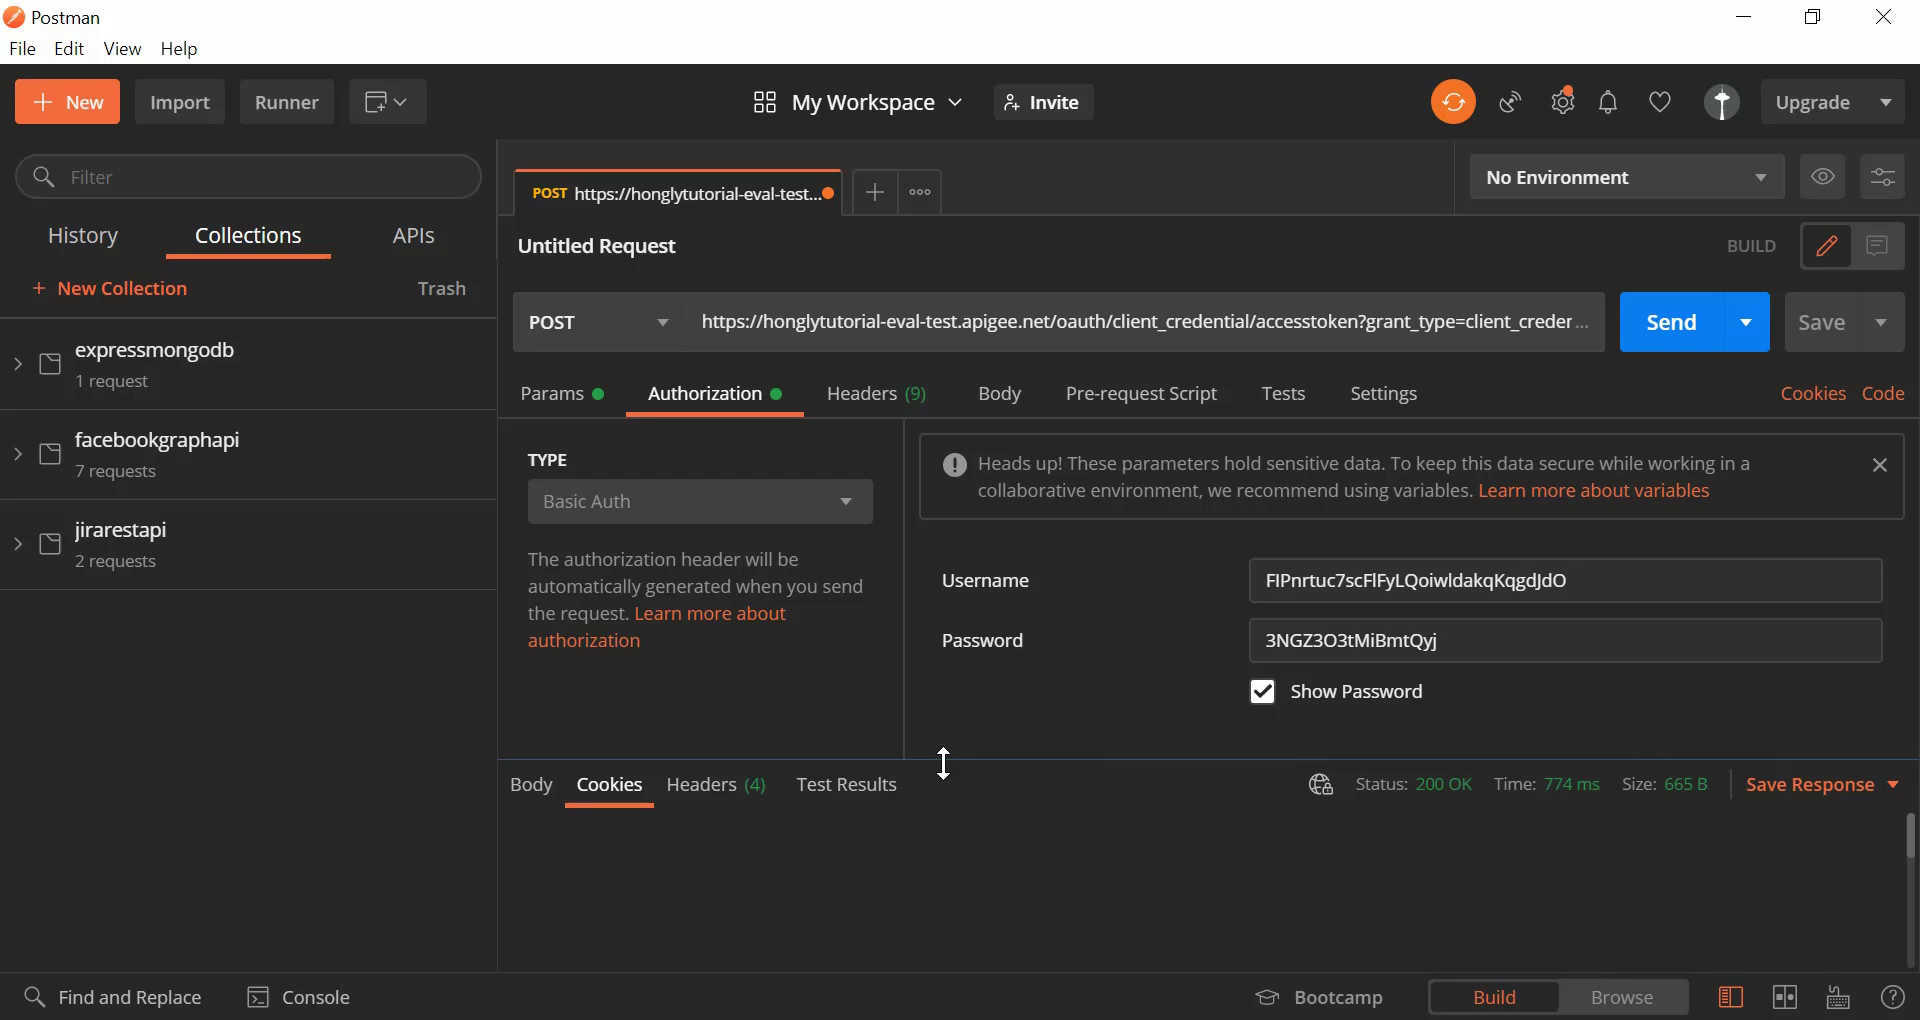 Postman
File Edit View Help
New Import Runner My Workspace Invite Upgrade
Filter
History Collections APIs
+ New Collection Trash
expressmongodb
1 request
facebookgraphapi
7 requests
jirarestapi
2 requests
POST https://honglytutorial-eval-test... No Environment
Untitled Request BUILD
POST https://honglytutorial-eval-test.apigee.net/oauth/client_credential/accesstoken?grant_type=client_creder ... Send Save
Params Authorization Headers (9) Body Pre-request Script Tests Settings Cookies Code
TYPE
Basic Auth
The authorization header will be
automatically generated when you send
the request. Learn more about
authorization
Heads up! These parameters hold sensitive data. To keep this data secure while working in a
collaborative environment, we recommend using variables. Learn more about variables
Username
Password 3NGZ3O3tMiBmtQyj
Show Password
Body Cookies Headers (4) Test Results Status: 200 OK Time: 774 ms Size: 665 B Save Response
Find and Replace Console Bootcamp Build Browse